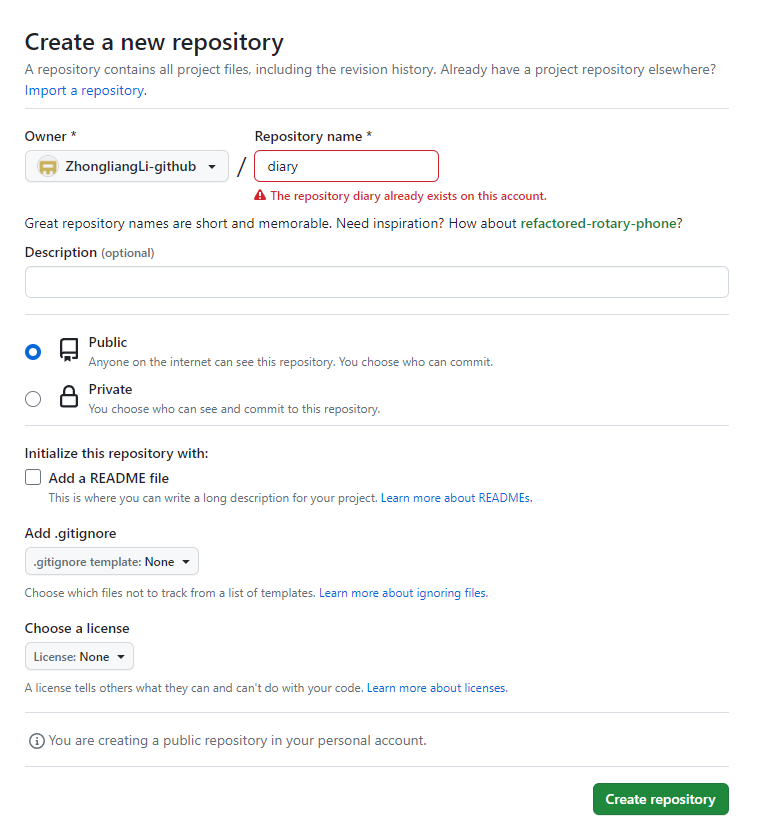 Create a new repository
A repository contains all project files, including the revision history. Already have a project repository elsewhere?
Import a repository.
Owner *
Repository name *
ZhongliangLi-github
/
diary
The repository diary already exists on this account.
Great repository names are short and memorable. Need inspiration? How about refactored-rotary-phone?
Description (optional)
Public
Anyone on the internet can see this repository. You choose who can commit.
Private
You choose who can see and commit to this repository.
Initialize this repository with:
Add a README file
This is where you can write a long description for your project. Learn more about READMEs.
Add .gitignore
.gitignore template: None
Choose which files not to track from a list of templates. Learn more about ignoring files.
Choose a license
License: None
A license tells others what they can and can't do with your code. Learn more about licenses.
You are creating a public repository in your personal account.
Create repository